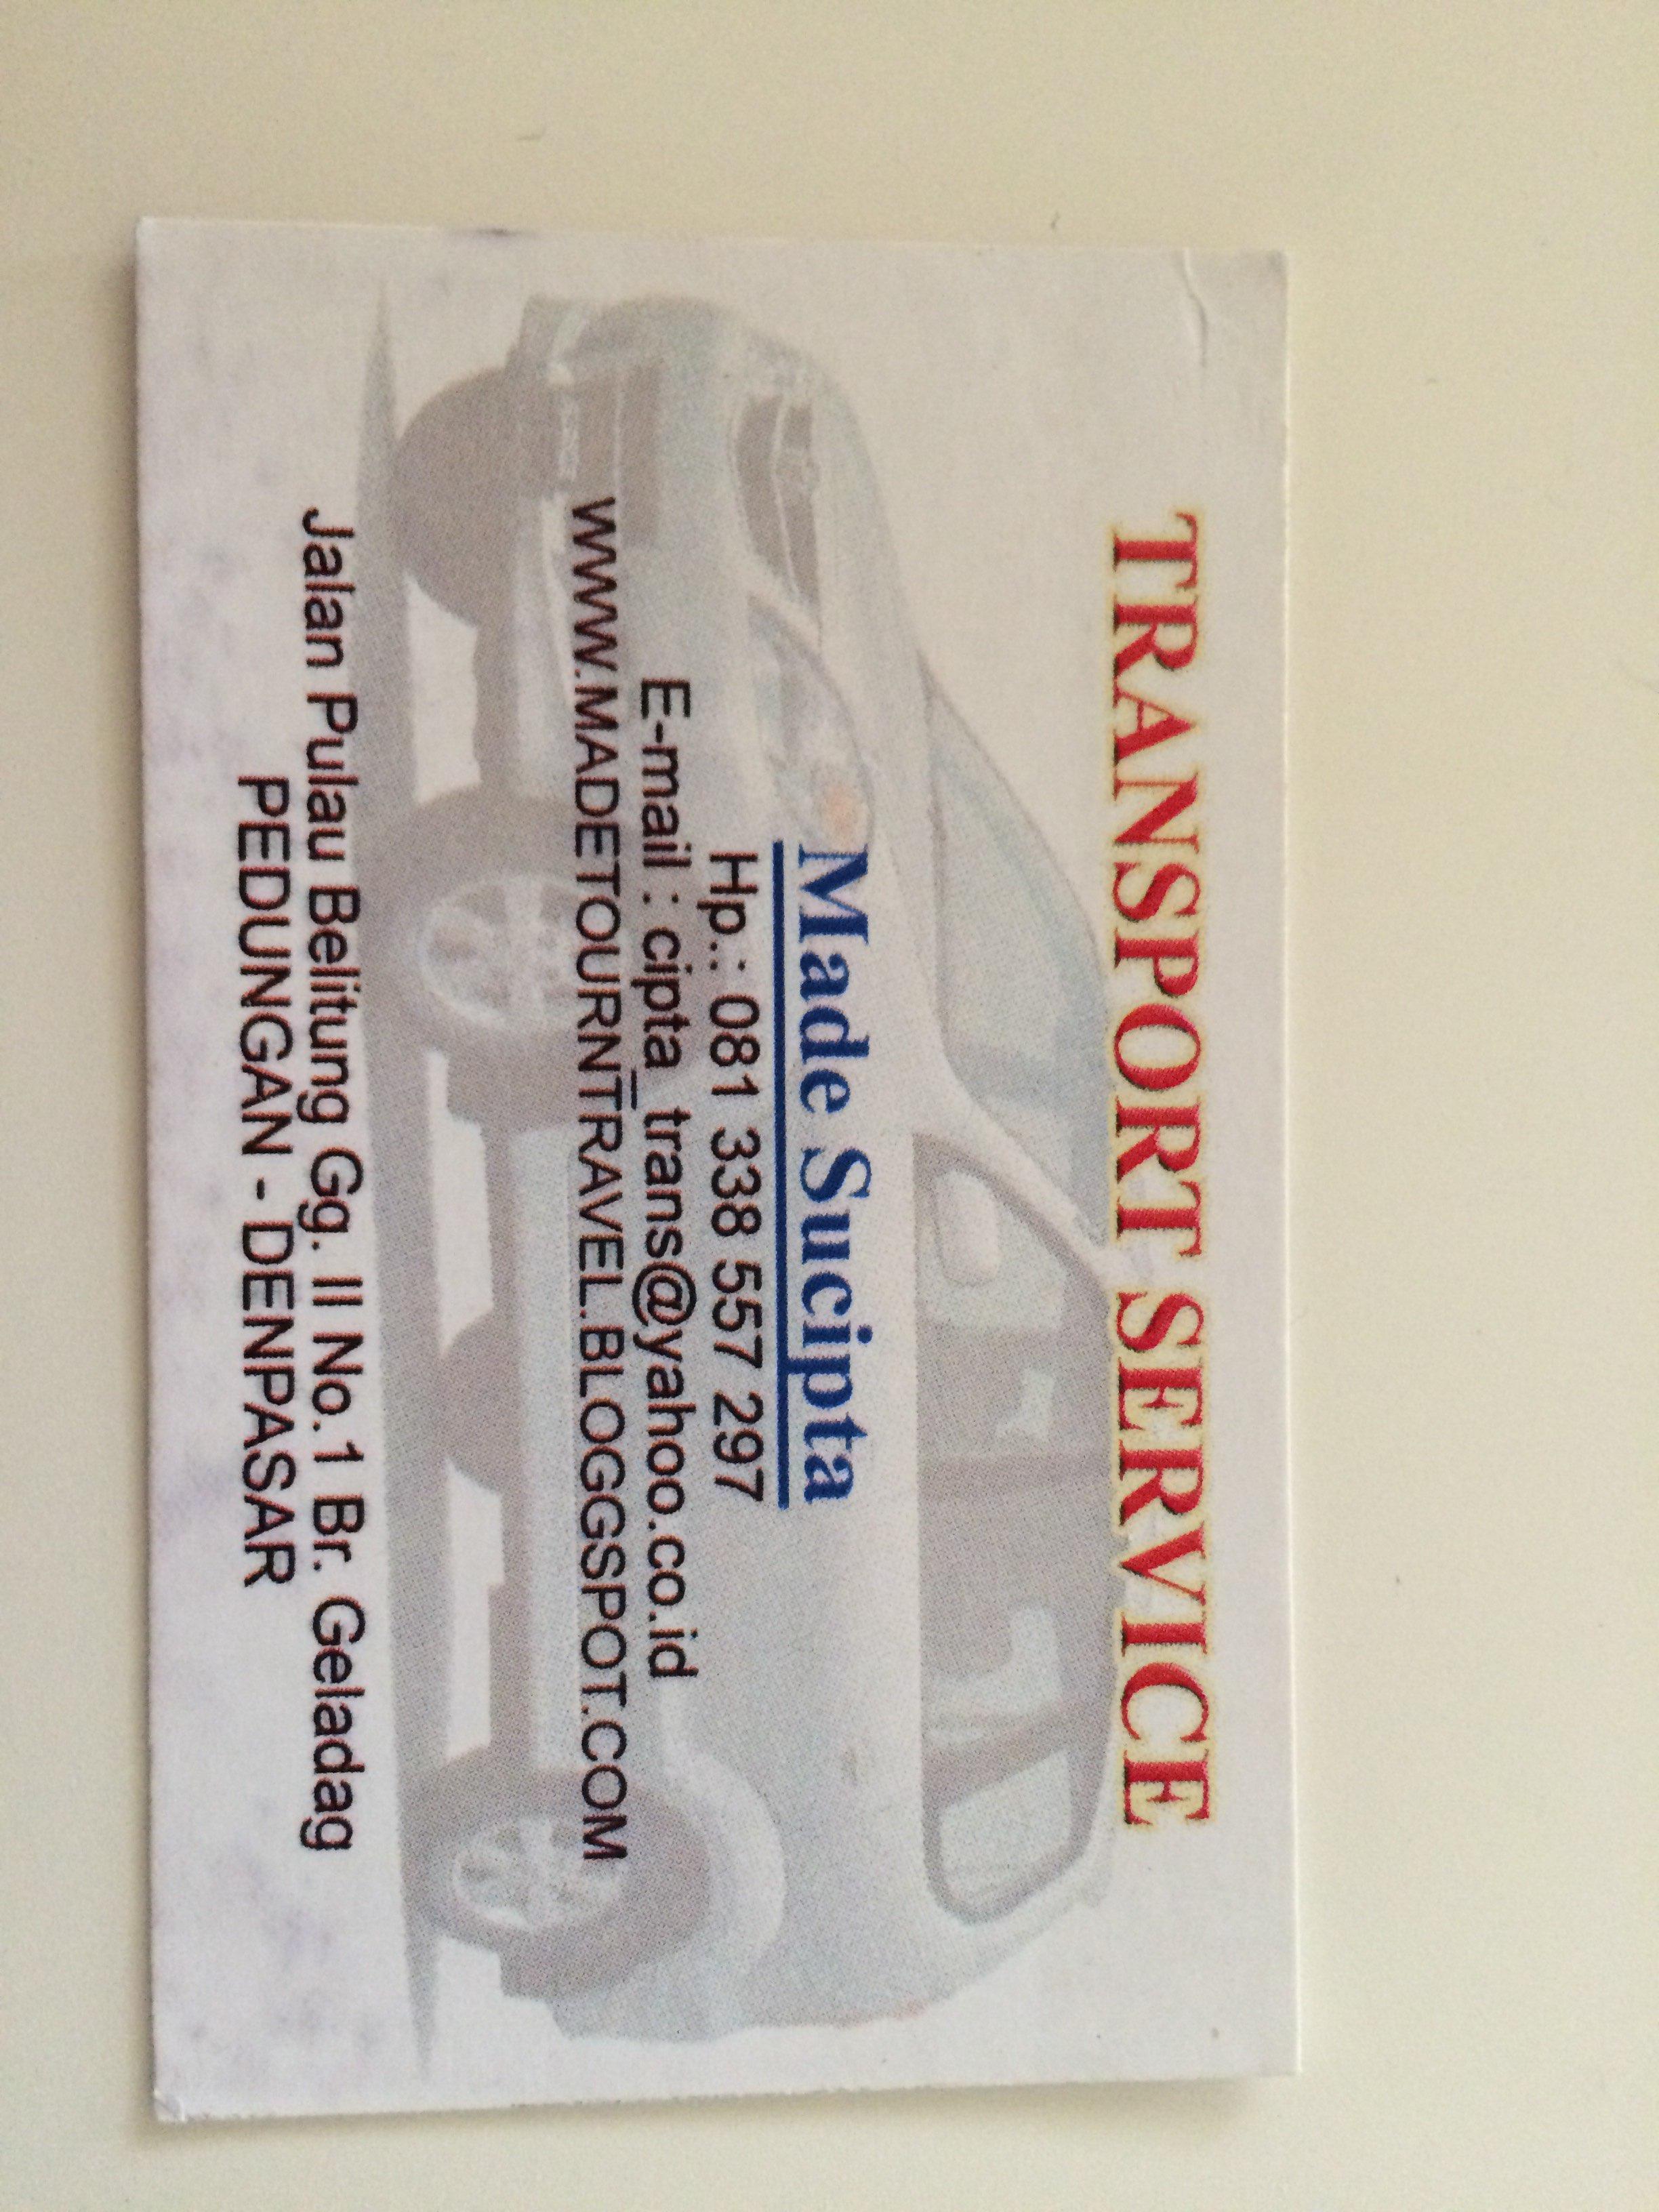 TRANSPORT SERVICE
Made Sucipta
Hp.: 081 338 557 297
E-mail : cipta_trans@yahoo.co.id
WWW.MADETOURNTRAVEL.BLOGGSPOT.COM
Jalan Pulau Belitung Gg. III No. 1 Br. Geladag
PEDUNGAN - DENPASAR